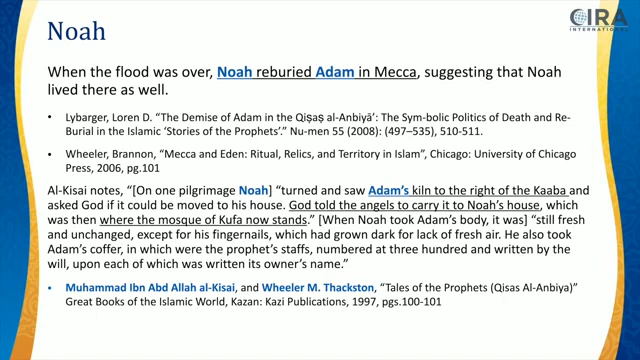 CIRA
INTERNATIONAL
Noah
When the flood was over, Noah reburied Adam in Mecca, suggesting that Noah
lived there as well.
• Lybarger, Loren D. “The Demise of Adam in the Qiṣaṣ al-Anbiyā’: The Sym-bolic Politics of Death and Re-
Burial in the Islamic ‘Stories of the Prophets’.” Nu-men 55 (2008): (497–535), 510-511.
• Wheeler, Brannon, “Mecca and Eden: Ritual, Relics, and Territory in Islam”, Chicago: University of Chicago
Press, 2006, pg.101
Al-Kisai notes, “[On one pilgrimage Noah] “turned and saw Adam’s kiln to the right of the Kaaba and
asked God if it could be moved to his house. God told the angels to carry it to Noah’s house, which
was then where the mosque of Kufa now stands.” [When Noah took Adam’s body, it was] “still fresh
and unchanged, except for his fingernails, which had grown dark for lack of fresh air. He also took
Adam’s coffer, in which were the prophet’s staffs, numbered at three hundred and written by the
will, upon each of which was written its owner’s name.”
• Muhammad Ibn Abd Allah al-Kisai, and Wheeler M. Thackston, “Tales of the Prophets (Qisas Al-Anbiya)”
Great Books of the Islamic World, Kazan: Kazi Publications, 1997, pgs.100-101